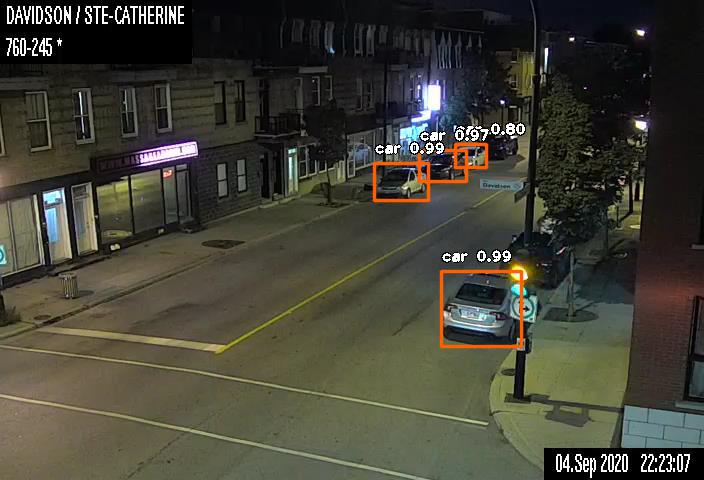 DAVIDSON / STE-CATHERINE
760-245 *
car 0.80
car 0.97
car 0.99
Davidson
car 0.99
04.Sep 2020 22:23:07